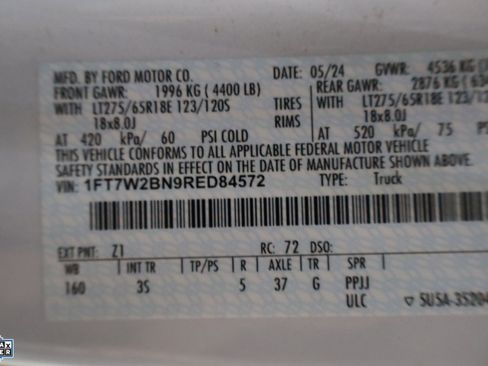 MFD. BY FORD MOTOR CO. DATE: 05/24 GVWR: 4536 KG
FRONT GAWR: 1996 KG (4400 LB) REAR GAWR: 2876 KG
WITH LT275/65R18E 123/120S TIRES WITH LT275/65R18E 123/12
18x8.0J RIMS 18x8.0J
AT 420 kPa/ 60 PSI COLD AT 520 kPa/ 75 PS
THIS VEHICLE CONFORMS TO ALL APPLICABLE FEDERAL MOTOR VEHICLE
SAFETY STANDARDS IN EFFECT ON THE DATE OF MANUFACTURE SHOWN ABOVE.
VIN: 1FT7W2BN9RED84572 TYPE: Truck
EXT PNT: Z1 RC: 72 DSO:
WB INT TR TP/PS R AXLE TR SPR
160 3S 5 37 G PPJJ
ULC ▽ SU5A-35204